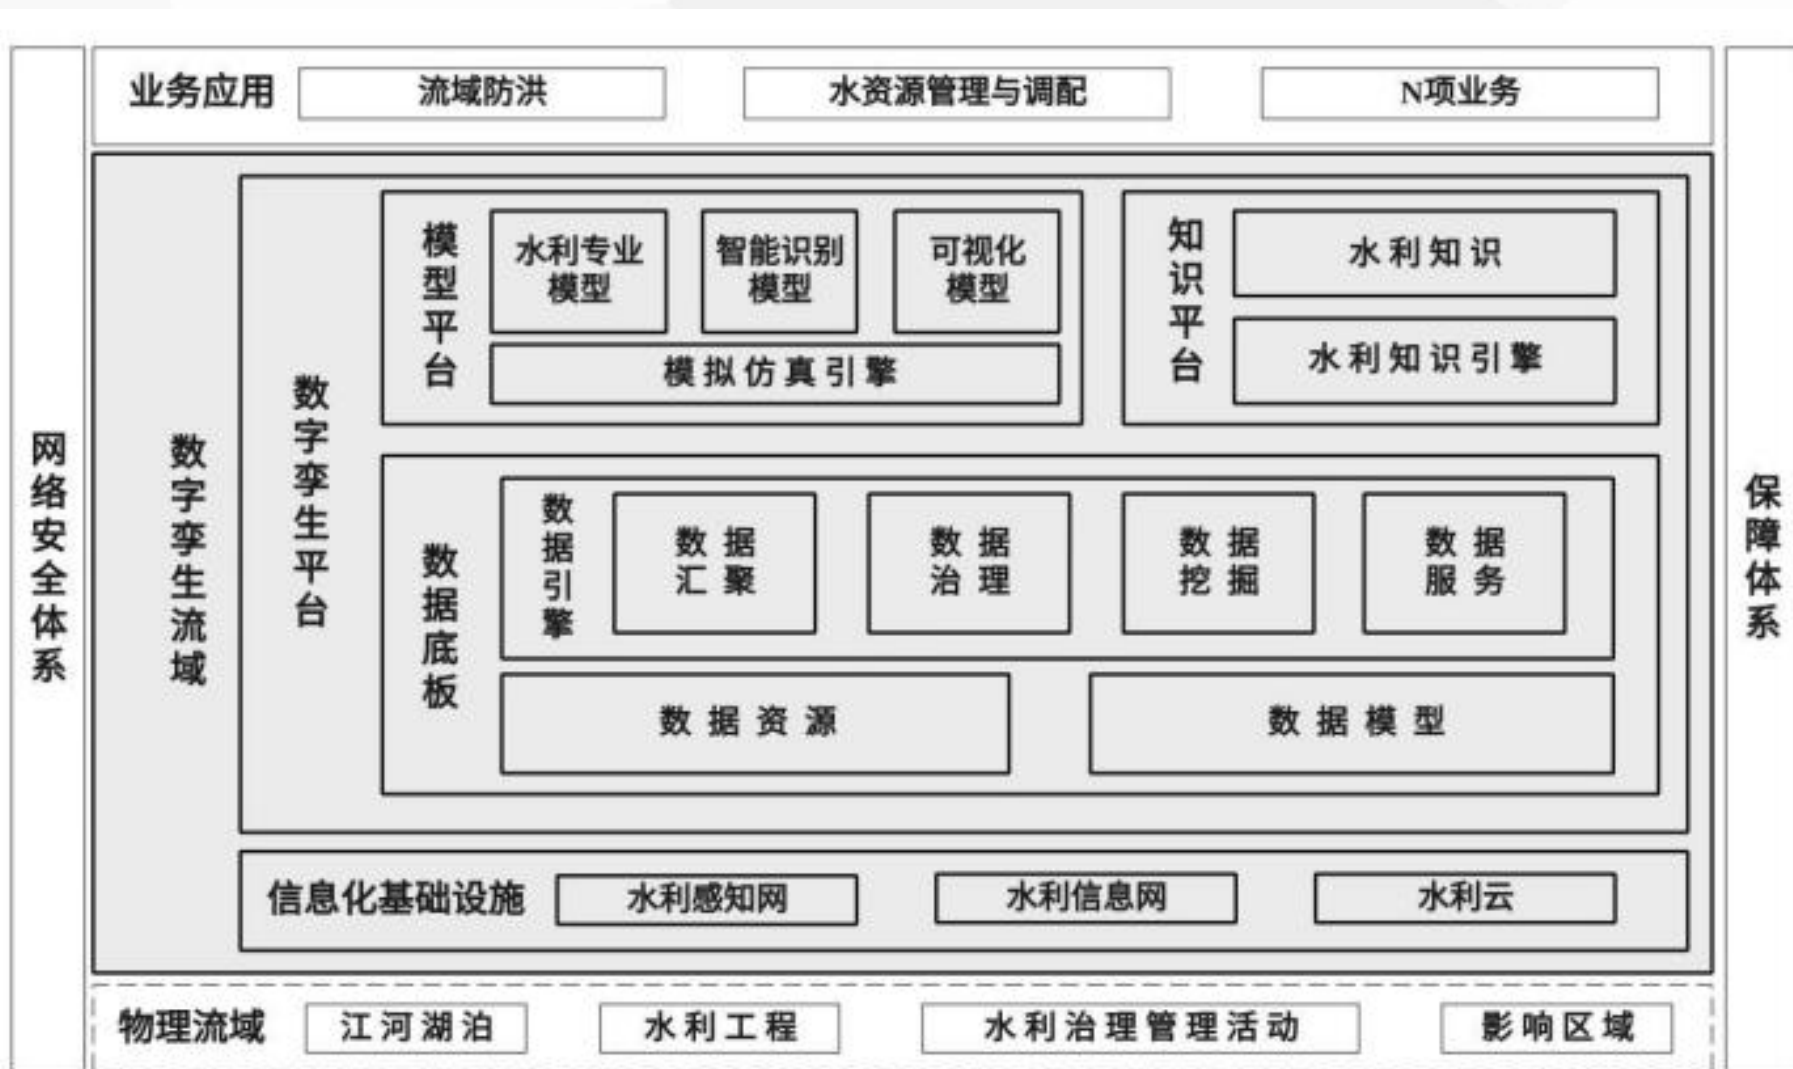 业务应用
流域防洪
水资源管理与调配
N项业务
网络安全体系
数字孪生流域
数字孪生平台
模型平台
水利专业
模型
智能识别
模型
可视化
模型
模拟仿真引擎
知识平台
水利知识
水利知识引擎
数据底板
数据引擎
数据
汇聚
数据
治理
数据
挖掘
数据
服务
数据资源
数据模型
信息化基础设施
水利感知网
水利信息网
水利云
物理流域
江河湖泊
水利工程
水利治理管理活动
影响区域
保障体系